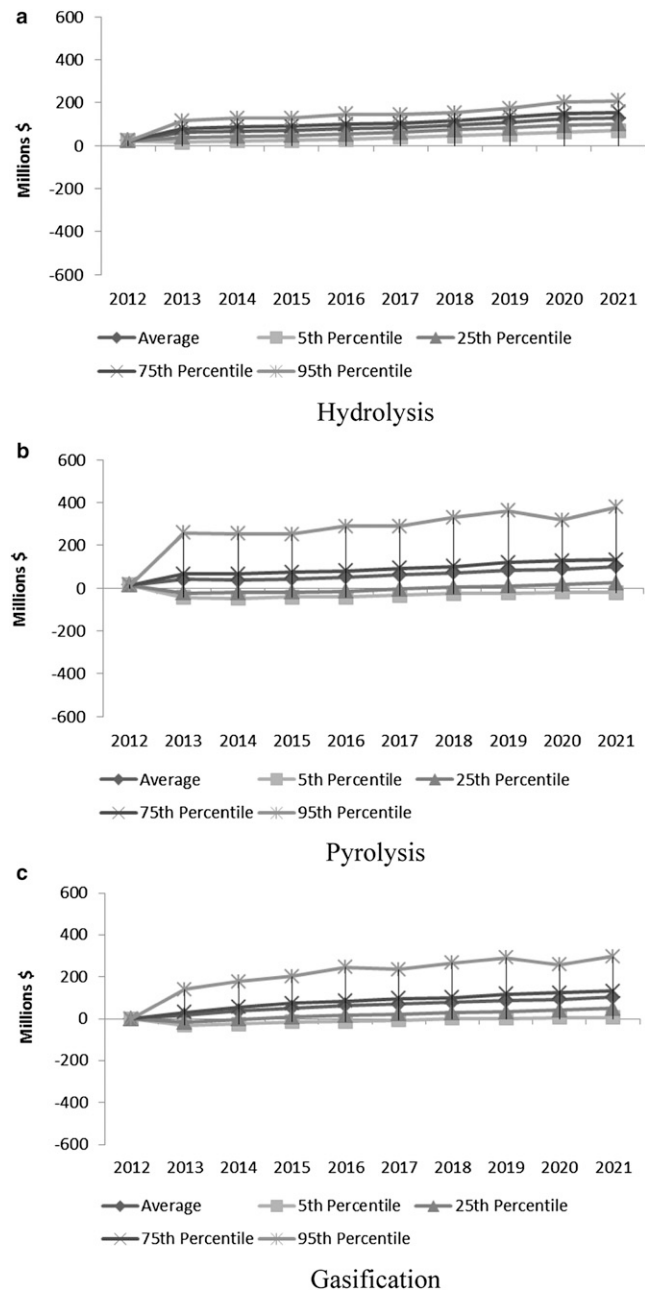 a
600
400
200
0
-200
-400
-600
Millions $
2012 2013 2014 2015 2016 2017 2018 2019 2020 2021
Average 5th Percentile 25th Percentile
75th Percentile 95th Percentile
Hydrolysis
b
600
400
200
0
-200
-400
-600
Millions $
2012 2013 2014 2015 2016 2017 2018 2019 2020 2021
Average 5th Percentile 25th Percentile
75th Percentile 95th Percentile
Pyrolysis
c
600
400
200
0
-200
-400
-600
Millions $
2012 2013 2014 2015 2016 2017 2018 2019 2020 2021
Average 5th Percentile 25th Percentile
75th Percentile 95th Percentile
Gasification